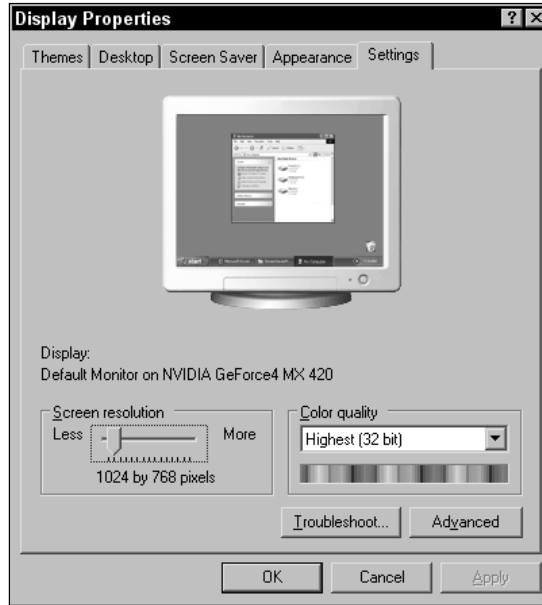 Display Properties
Themes
Desktop
Screen Saver
Appearance
Settings
start
Display:
Default Monitor on NVIDIA GeForce4 MX 420
Screen resolution
Less
More
1024 by 768 pixels
Color quality
Highest (32 bit)
Troubleshoot...
Advanced
OK
Cancel
Apply